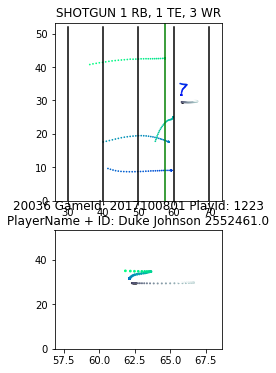 SHOTGUN 1 RB, 1 TE, 3 WR
50
40
30
20
10
0
30 40 50 60 70
20036 GameId: 2017100801 PlayId: 1223
PlayerName + ID: Duke Johnson 2552461.0
40
20
0
57.5 60.0 62.5 65.0 67.5